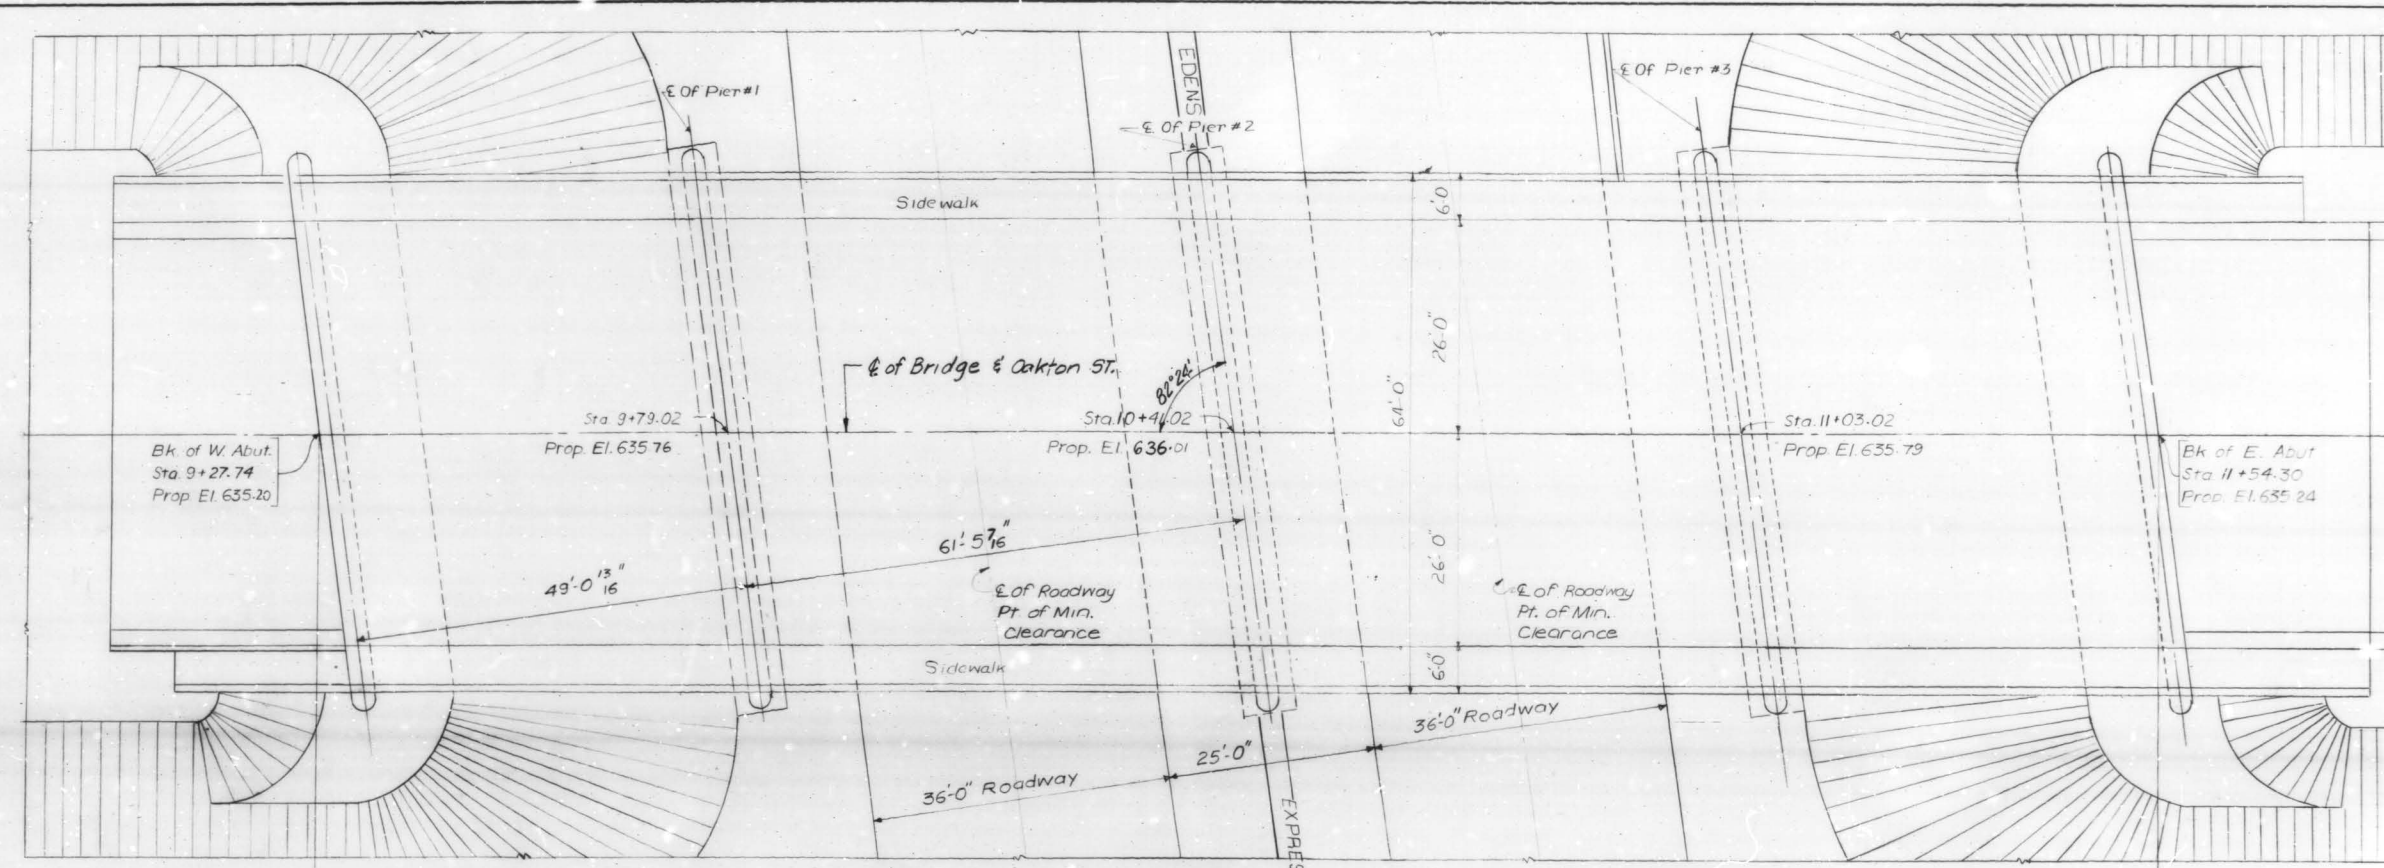 ℄ Of Pier #1
EDENS
℄ Of Pier #2
℄ Of Pier #3
Sidewalk
6'-0"
26'-0"
64'-0"
℄ of Bridge & Oakton ST.
82°24'
Sta. 9+79.02
Prop. El. 635.76
Sta. 10+41.02
Prop. El. 636.01
Sta. 11+03.02
Prop. El. 635.79
Bk. of W. Abut.
Sta. 9+27.74
Prop. El. 635.20
Bk of E. Abut
Sta. 11+54.30
Prop. El. 635.24
61'-5 7/16"
49'-0 13/16"
26'-0"
℄ of Roadway
Pt. of Min.
Clearance
℄ of Roadway
Pt. of Min.
Clearance
Sidewalk
6'-0"
36'-0" Roadway
25'-0"
36'-0" Roadway
EXPRES